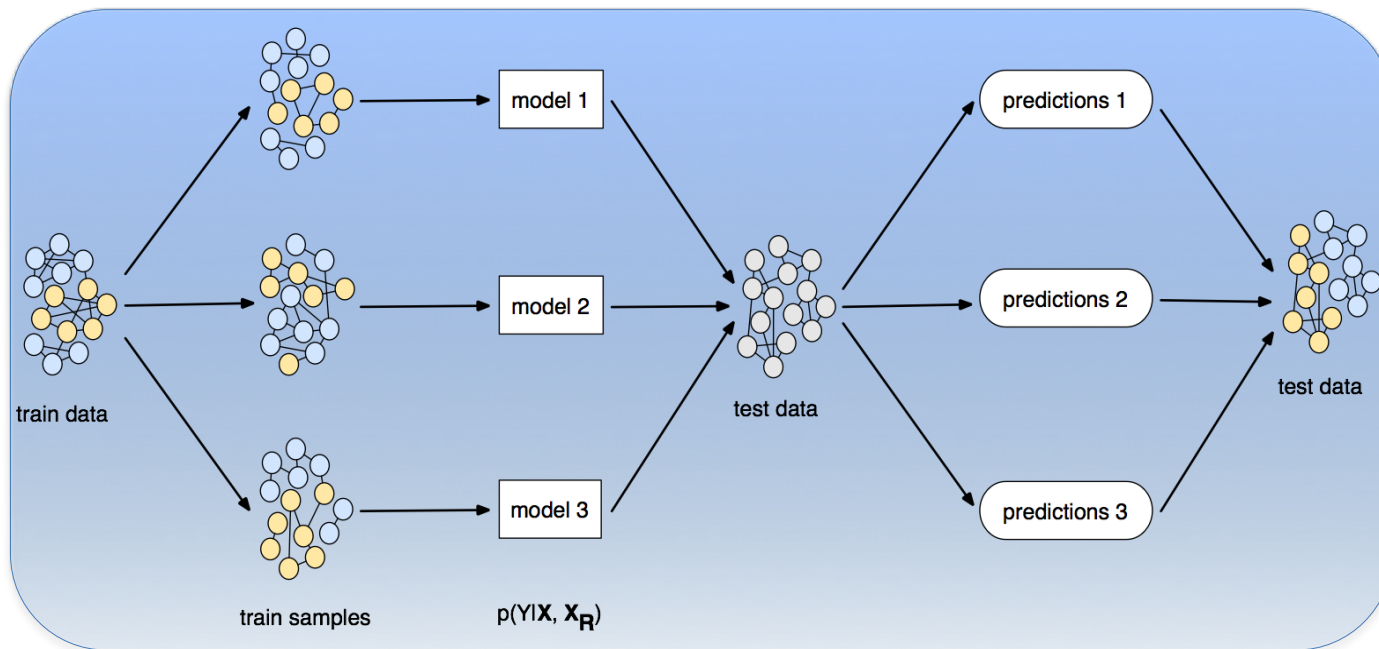 model 1
predictions 1
model 2
predictions 2
train data
test data
test data
model 3
predictions 3
train samples
p(Y|X, X_R)